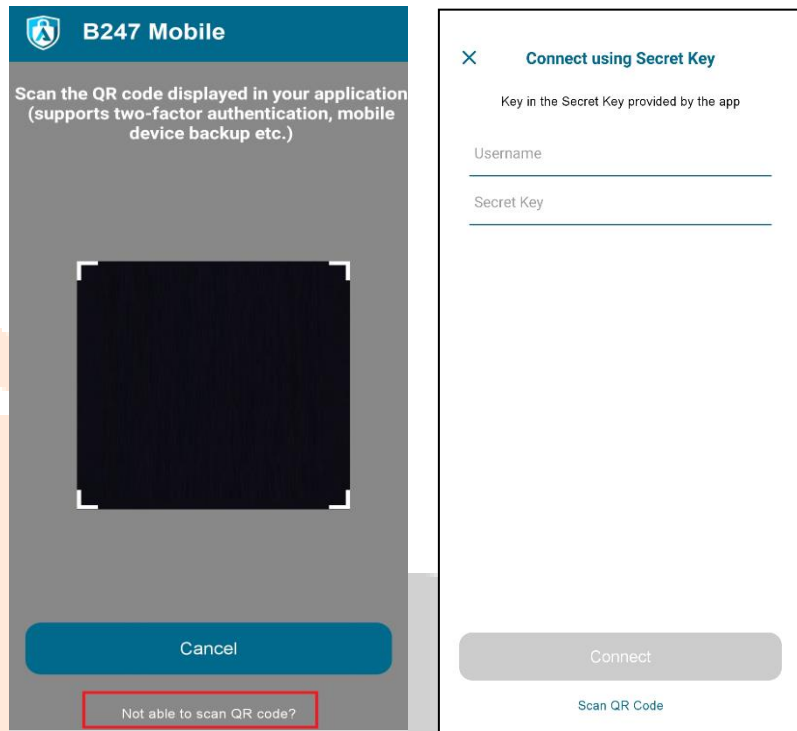 B247 Mobile
Scan the QR code displayed in your application
(supports two-factor authentication, mobile
device backup etc.)
Cancel
Not able to scan QR code?
Connect using Secret Key
Key in the Secret Key provided by the app
Username
Secret Key
Connect
Scan QR Code